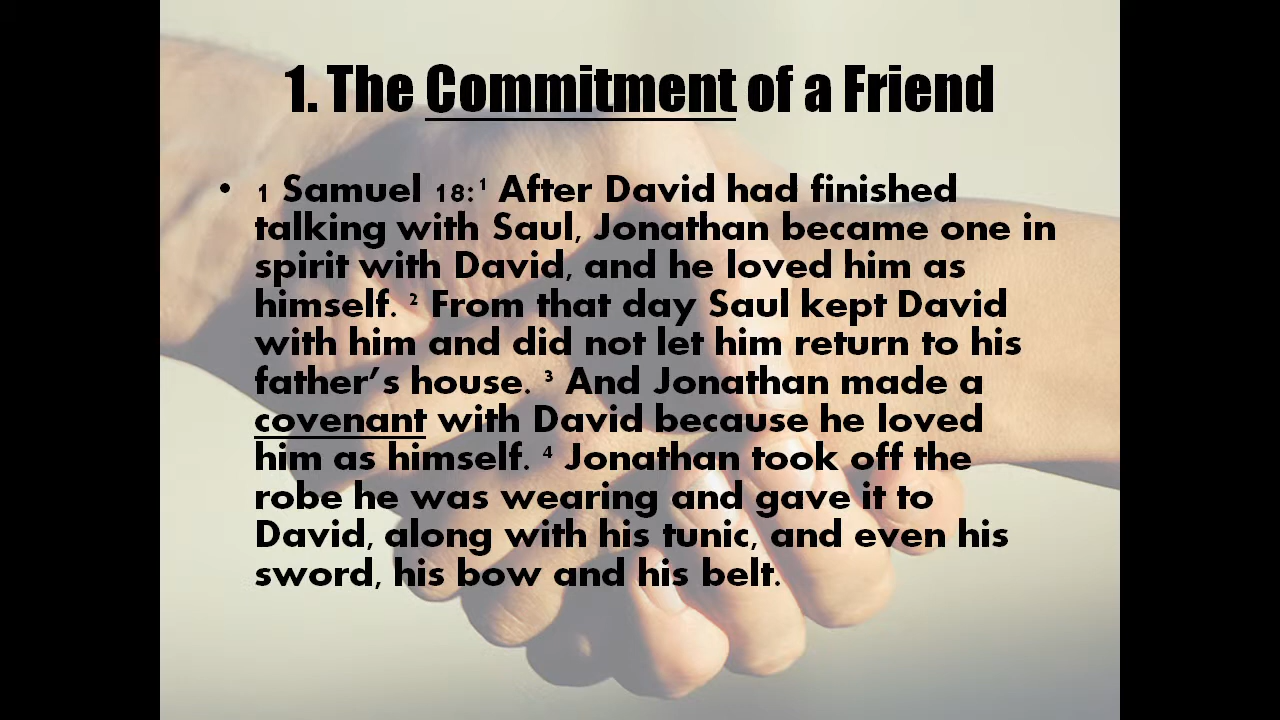 1. The Commitment of a Friend
• 1 Samuel 18:¹ After David had finished
talking with Saul, Jonathan became one in
spirit with David, and he loved him as
himself. ² From that day Saul kept David
with him and did not let him return to his
father’s house. ³ And Jonathan made a
covenant with David because he loved
him as himself. ⁴ Jonathan took off the
robe he was wearing and gave it to
David, along with his tunic, and even his
sword, his bow and his belt.